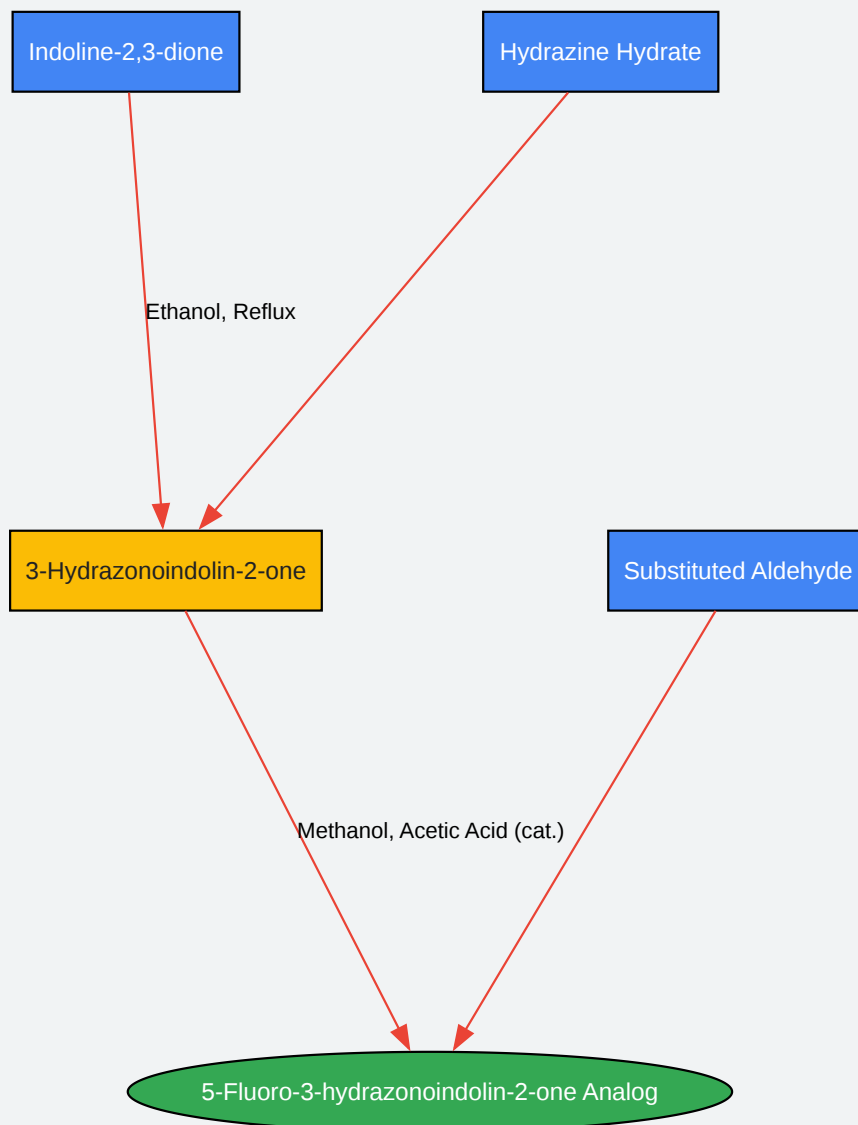 Indoline-2,3-dione
Hydrazine Hydrate
Ethanol, Reflux
3-Hydrazonoindolin-2-one
Substituted Aldehyde
Methanol, Acetic Acid (cat.)
5-Fluoro-3-hydrazonoindolin-2-one Analog